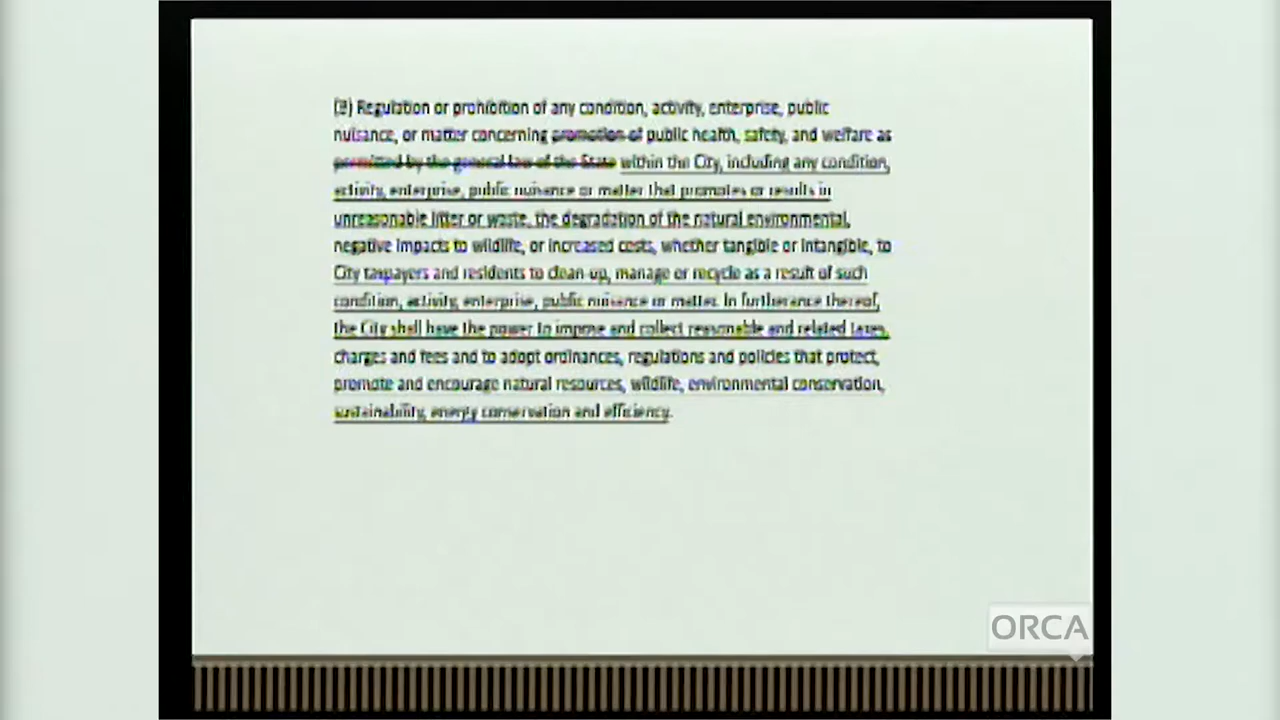 (3) Regulation or prohibition of any condition, activity, enterprise, public
nuisance, or matter concerning promotion of public health, safety, and welfare as
permitted by the general law of the State within the City, including any condition,
activity, enterprise, public nuisance or matter that promotes or results in
unreasonable litter or waste, the degradation of the natural environmental,
negative impacts to wildlife, or increased costs, whether tangible or intangible, to
City taxpayers and residents to clean-up, manage or recycle as a result of such
condition, activity, enterprise, public nuisance or matter. In furtherance thereof,
the City shall have the power to impose and collect reasonable and related taxes,
charges and fees and to adopt ordinances, regulations and policies that protect,
promote and encourage natural resources, wildlife, environmental conservation,
sustainability, energy conservation and efficiency.
ORCA